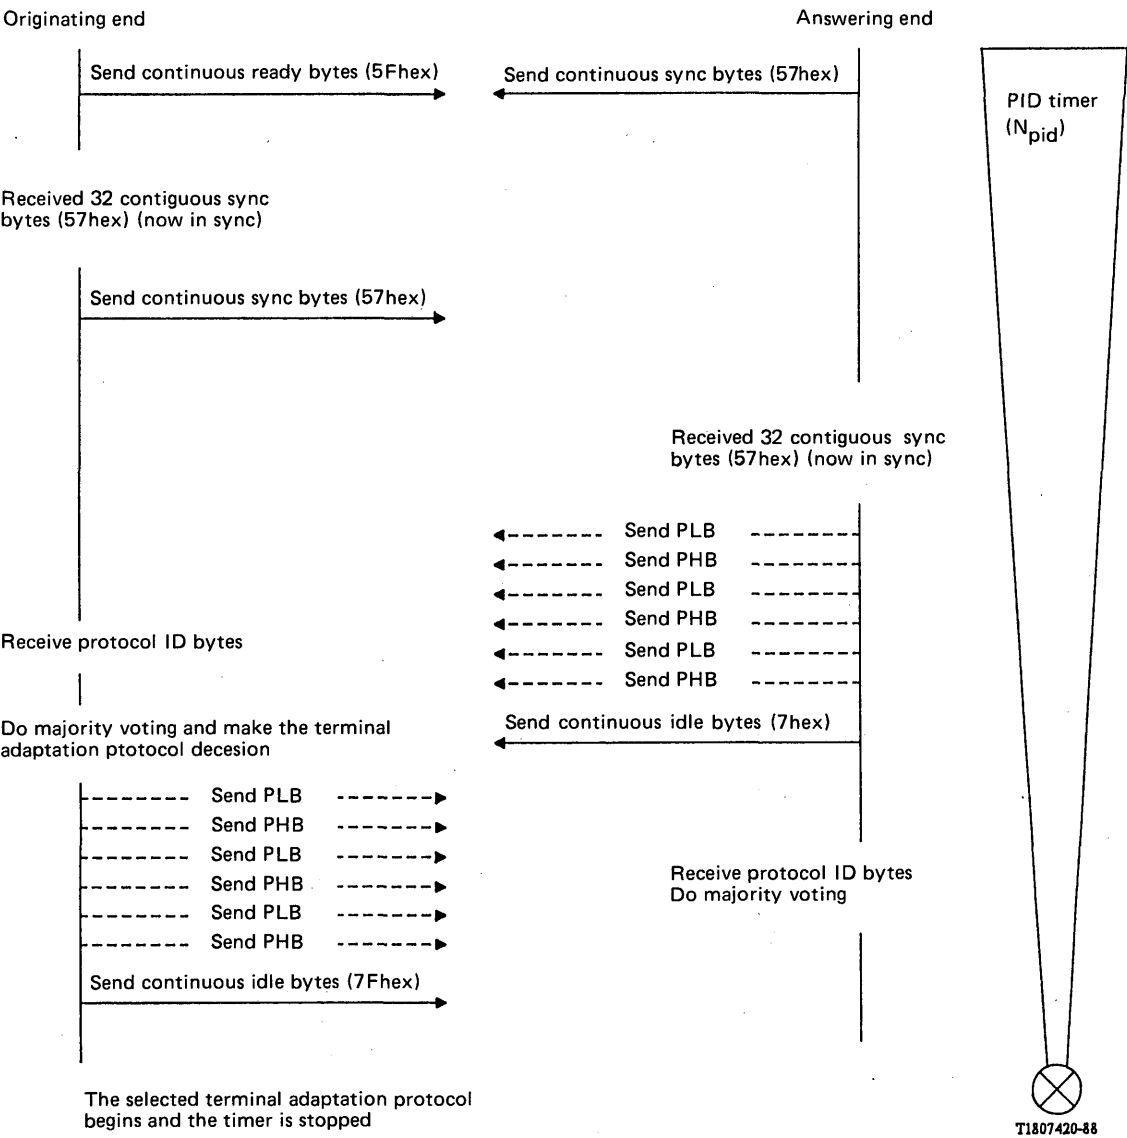 Originating end
Answering end
Send continuous ready bytes (5Fhex)
Send continuous sync bytes (57hex)
PID timer
(Npid)
Received 32 contiguous sync
bytes (57hex) (now in sync)
Send continuous sync bytes (57hex)
Received 32 contiguous sync
bytes (57hex) (now in sync)
Send PLB
Send PHB
Send PLB
Send PHB
Send PLB
Send PHB
Receive protocol ID bytes
Send continuous idle bytes (7hex)
Do majority voting and make the terminal
adaptation ptotocol decesion
Send PLB
Send PHB
Send PLB
Send PHB
Send PLB
Send PHB
Receive protocol ID bytes
Do majority voting
Send continuous idle bytes (7Fhex)
The selected terminal adaptation protocol
begins and the timer is stopped
T1807420-88